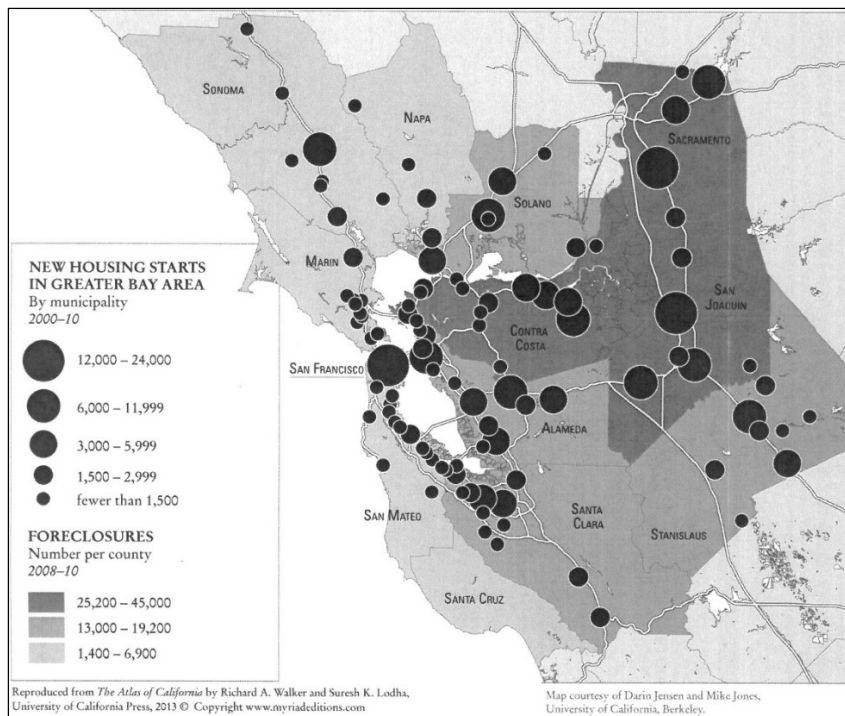 SONOMA
NAPA
SACRAMENTO
SOLANO
MARIN
SAN
JOAQUIN
CONTRA
COSTA
SAN FRANCISCO
ALAMEDA
SAN MATEO
SANTA
CLARA
STANISLAUS
SANTA CRUZ
NEW HOUSING STARTS
IN GREATER BAY AREA
By municipality
2000–10
12,000 – 24,000
6,000 – 11,999
3,000 – 5,999
1,500 – 2,999
fewer than 1,500
FORECLOSURES
Number per county
2008–10
25,200 – 45,000
13,000 – 19,200
1,400 – 6,900
Reproduced from The Atlas of California by Richard A. Walker and Suresh K. Lodha,
University of California Press, 2013 © Copyright www.myriadeditions.com
Map courtesy of Darin Jensen and Mike Jones,
University of California, Berkeley.